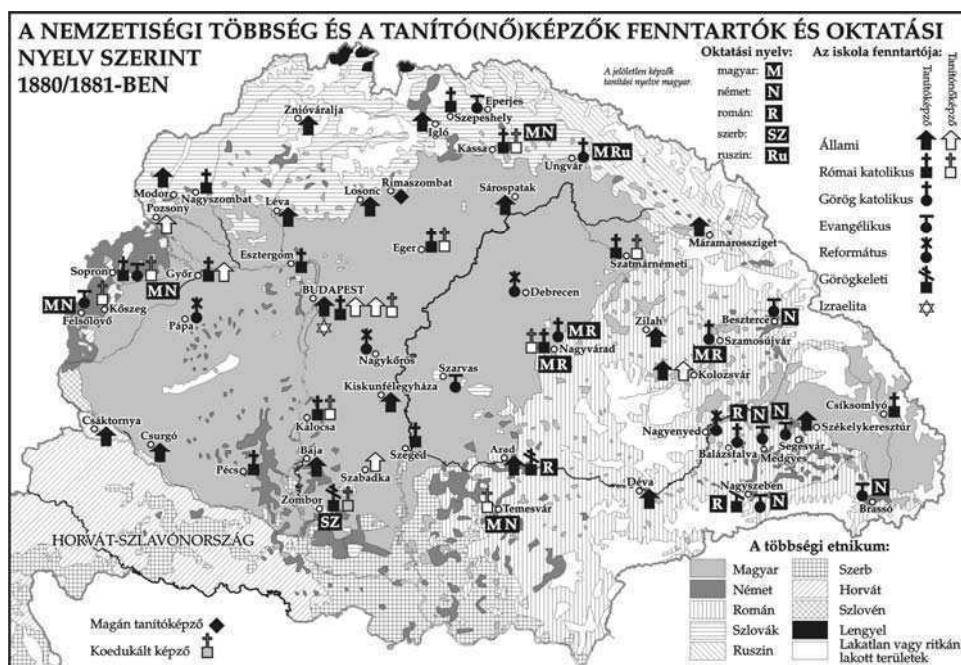 A NEMZETISÉGI TÖBBSÉG ÉS A TANÍTÓ(NŐ)KÉPZŐK FENNTARTÓK ÉS OKTATÁSI
NYELV SZERINT
1880/1881-BEN
A jelöletlen képzők
tanítási nyelve magyar.
Oktatási nyelv:
magyar: M
német: N
román: R
szerb: SZ
ruszin: Ru
Az iskola fenntartója:
Tanítóképző
Tanítónőképző
Állami
Római katolikus
Görög katolikus
Evangélikus
Református
Görögkeleti
Izraelita
Znióváralja
Igló
Szepeshely
Eperjes
Kassa
MN
Ungvár
MRu
Modor
Nagyszombat
Pozsony
Léva
Losonc
Rimaszombat
Sárospatak
Máramarossziget
Esztergom
Eger
Szatmárnémeti
Sopron
MN
Győr
BUDAPEST
MN
Felsőlövő
Kőszeg
Pápa
Debrecen
Beszterce
N
Zilah
Szamosújvár
MR
Nagykőrös
MR
Nagyvárad
MR
Kolozsvár
Szarvas
Kiskunfélegyháza
Csáktornya
Csurgó
Kalocsa
Szeged
Nagyenyed
R
N
N
Balázsfalva
Medgyes
Segesvár
Székelykeresztúr
Csíksomlyó
Pécs
Baja
Szabadka
Arad
R
Zombor
SZ
Temesvár
MN
Déva
Nagyszeben
R
N
Brassó
N
HORVÁT-SZLAVÓNORSZÁG
Magán tanítóképző
Koedukált képző
A többségi etnikum:
Magyar
Német
Román
Szlovák
Ruszin
Szerb
Horvát
Szlovén
Lengyel
Lakatlan vagy ritkán
lakott területek